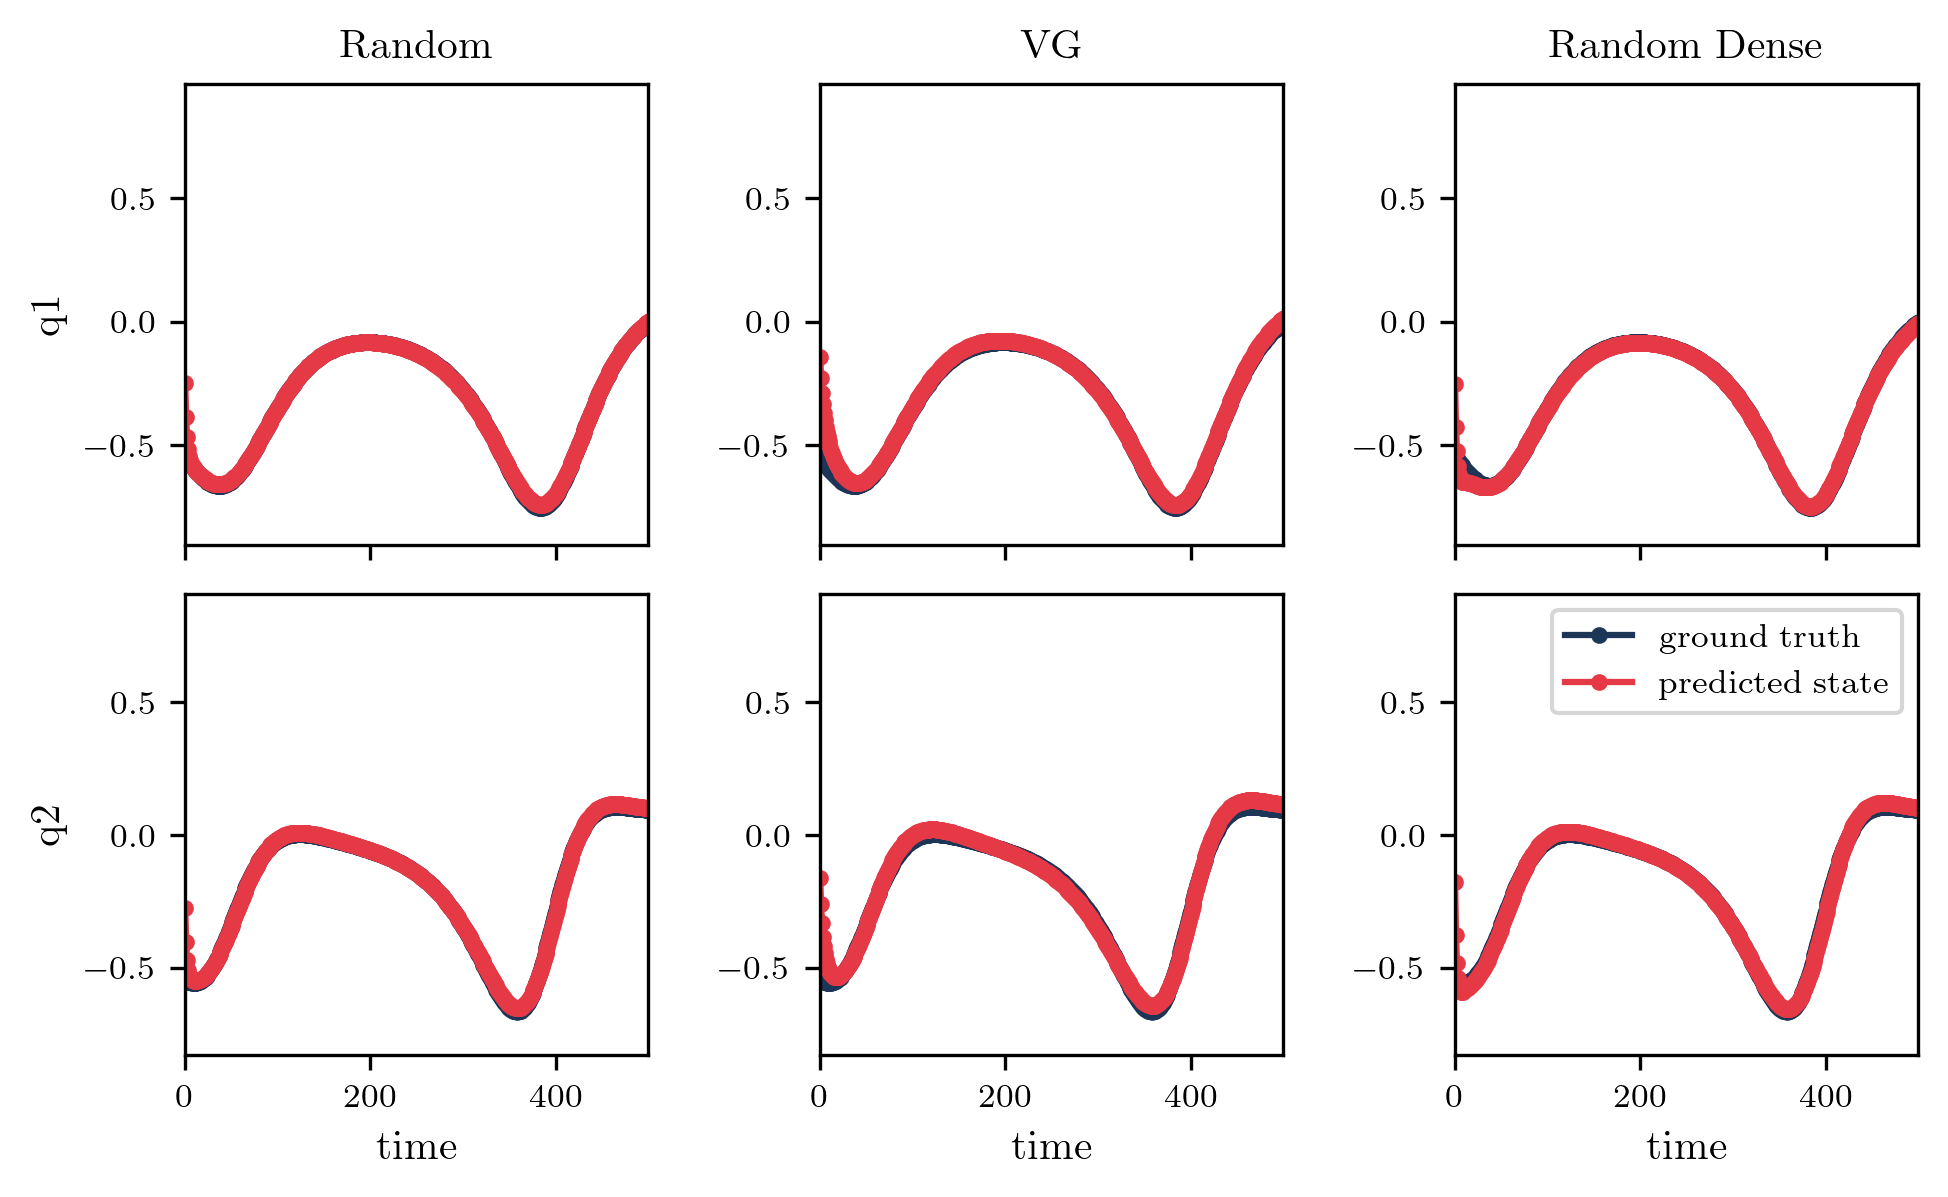 Random VG Random Dense
q1
0.5 0.5 0.5
0.0 0.0 0.0
−0.5 −0.5 −0.5
q2
ground truth
predicted state
0.5 0.5 0.5
0.0 0.0 0.0
−0.5 −0.5 −0.5
0 200 400 0 200 400 0 200 400
time time time